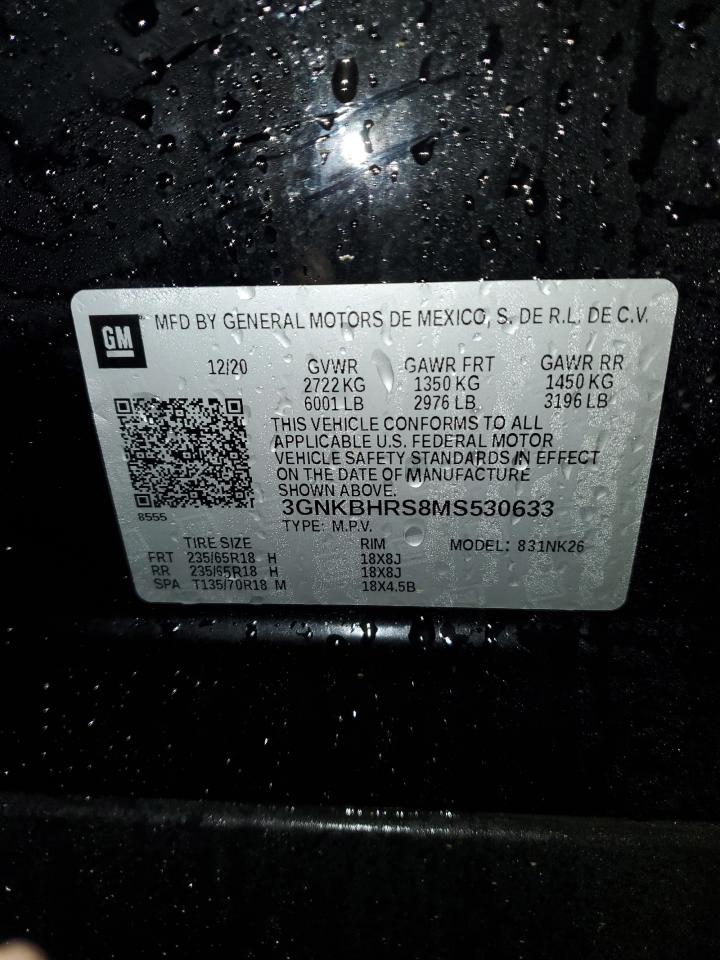 GM MFD BY GENERAL MOTORS DE MEXICO, S. DE R.L. DE C.V.
12/20 GVWR GAWR FRT GAWR RR
2722 KG 1350 KG 1450 KG
6001 LB 2976 LB 3196 LB
THIS VEHICLE CONFORMS TO ALL
APPLICABLE U.S. FEDERAL MOTOR
VEHICLE SAFETY STANDARDS IN EFFECT
ON THE DATE OF MANUFACTURE
SHOWN ABOVE.
3GNKBHRS8MS530633
8555
TYPE: M.P.V.
TIRE SIZE RIM MODEL: 831NK26
FRT 235/65R18 H 18X8J
RR 235/65R18 H 18X8J
SPA T135/70R18 M 18X4.5B